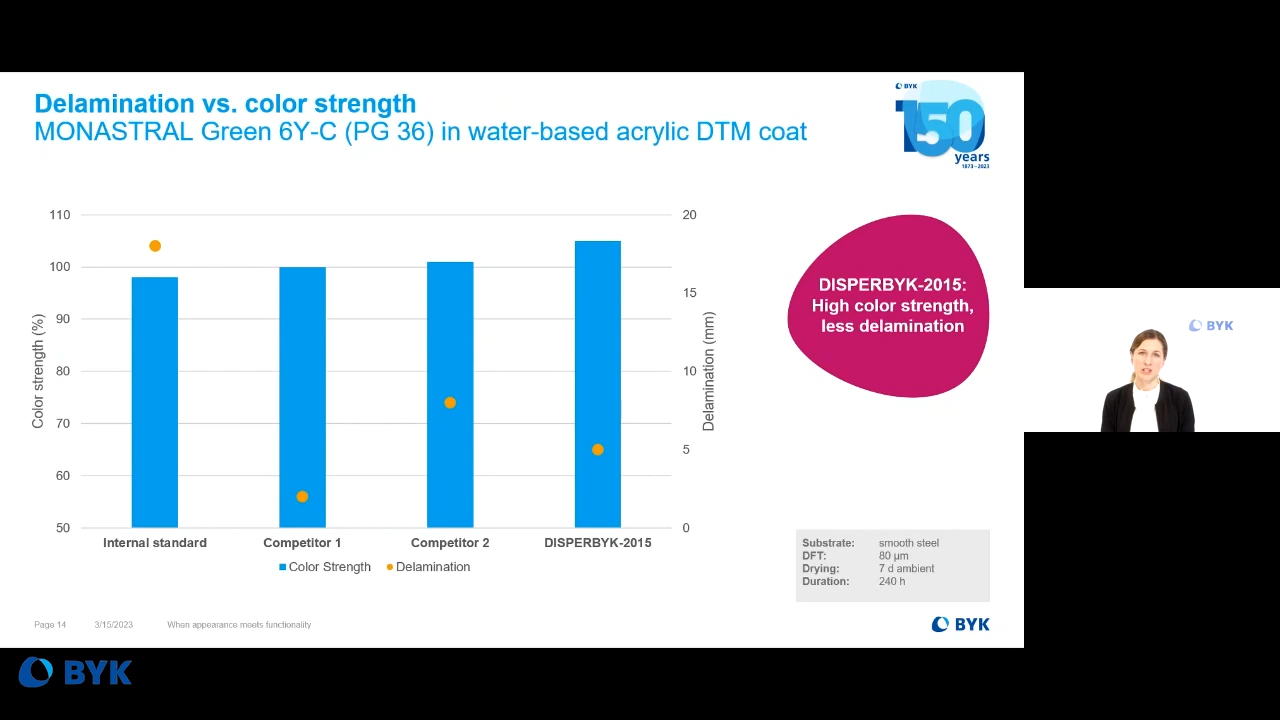 Delamination vs. color strength
MONASTRAL Green 6Y-C (PG 36) in water-based acrylic DTM coat
BYK
150
years
1873–2023
110
100
90
80
70
60
50
Color strength (%)
20
15
10
5
0
Delamination (mm)
Internal standard
Competitor 1
Competitor 2
DISPERBYK-2015
Color Strength
Delamination
DISPERBYK-2015:
High color strength,
less delamination
Substrate: smooth steel
DFT: 80 µm
Drying: 7 d ambient
Duration: 240 h
Page 14 3/15/2023 When appearance meets functionality
BYK
BYK
BYK